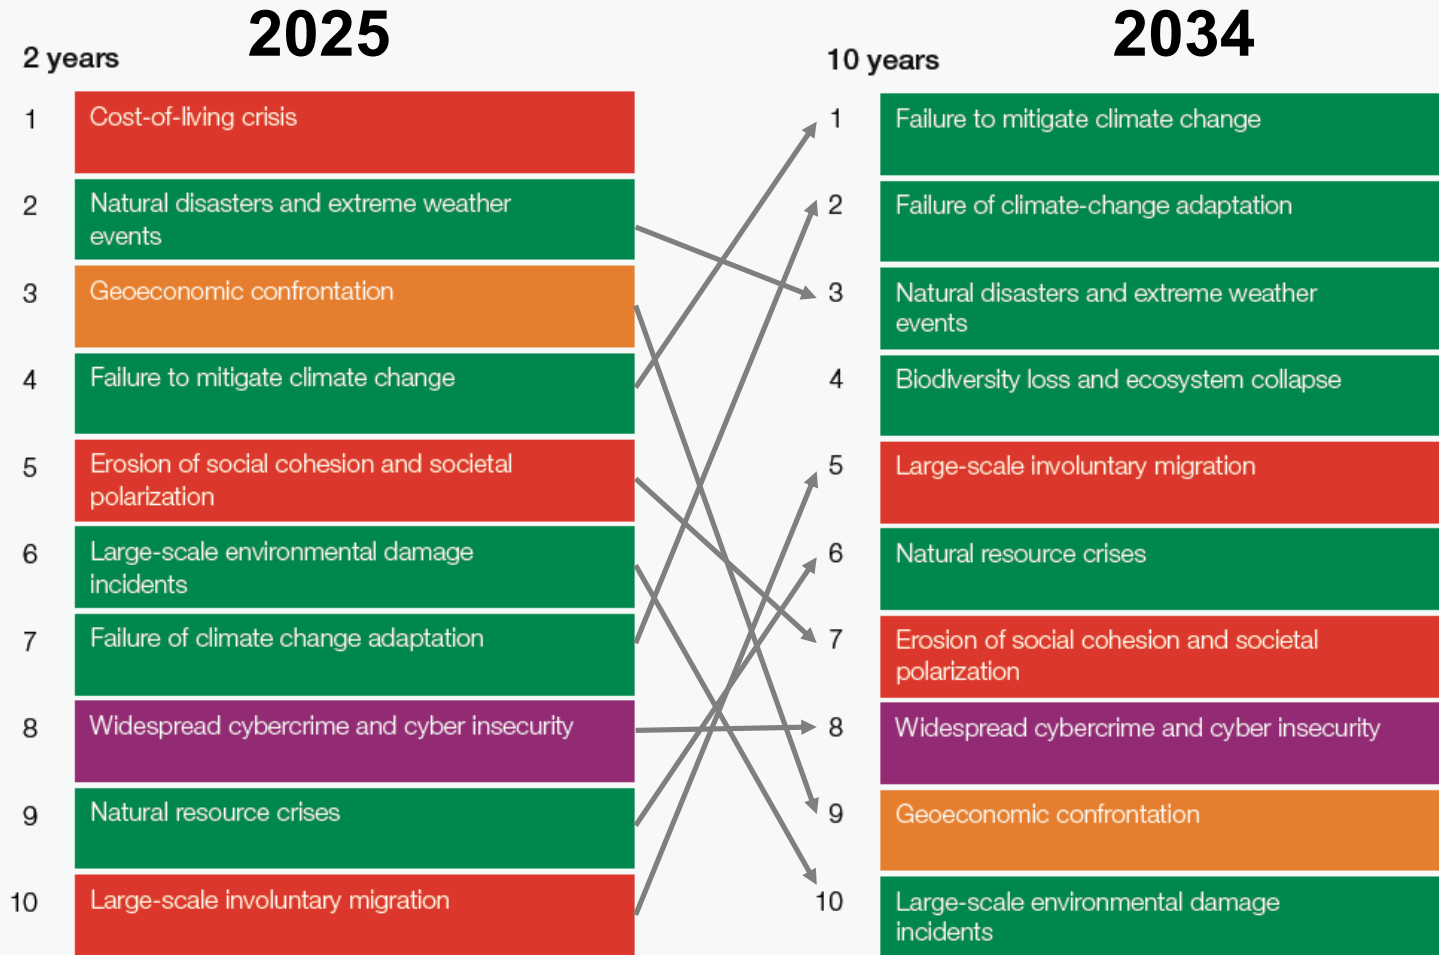 2025
2 years
1
Cost-of-living crisis
2
Natural disasters and extreme weather
events
3
Geoeconomic confrontation
4
Failure to mitigate climate change
5
Erosion of social cohesion and societal
polarization
6
Large-scale environmental damage
incidents
7
Failure of climate change adaptation
8
Widespread cybercrime and cyber insecurity
9
Natural resource crises
10
Large-scale involuntary migration
2034
10 years
1
Failure to mitigate climate change
2
Failure of climate-change adaptation
3
Natural disasters and extreme weather
events
4
Biodiversity loss and ecosystem collapse
5
Large-scale involuntary migration
6
Natural resource crises
7
Erosion of social cohesion and societal
polarization
8
Widespread cybercrime and cyber insecurity
9
Geoeconomic confrontation
10
Large-scale environmental damage
incidents